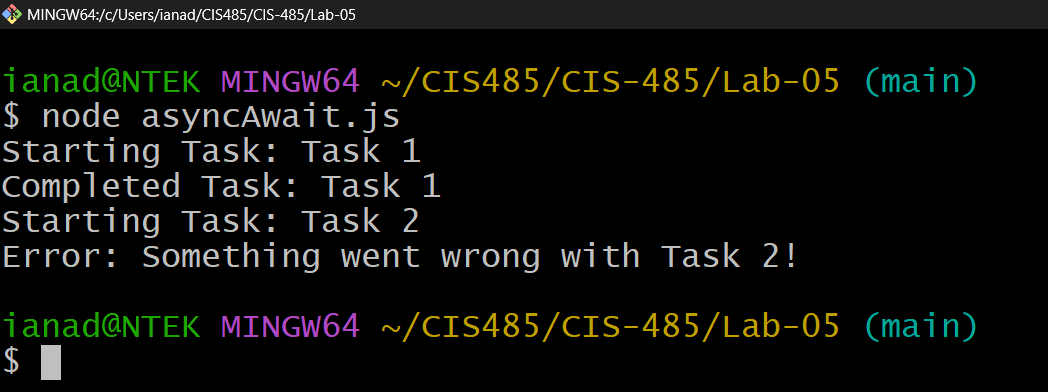 MINGW64:/c/Users/ianad/CIS485/CIS-485/Lab-05
ianad@NTEK MINGW64 ~/CIS485/CIS-485/Lab-05 (main)
$ node asyncAwait.js
Starting Task: Task 1
Completed Task: Task 1
Starting Task: Task 2
Error: Something went wrong with Task 2!
ianad@NTEK MINGW64 ~/CIS485/CIS-485/Lab-05 (main)
$